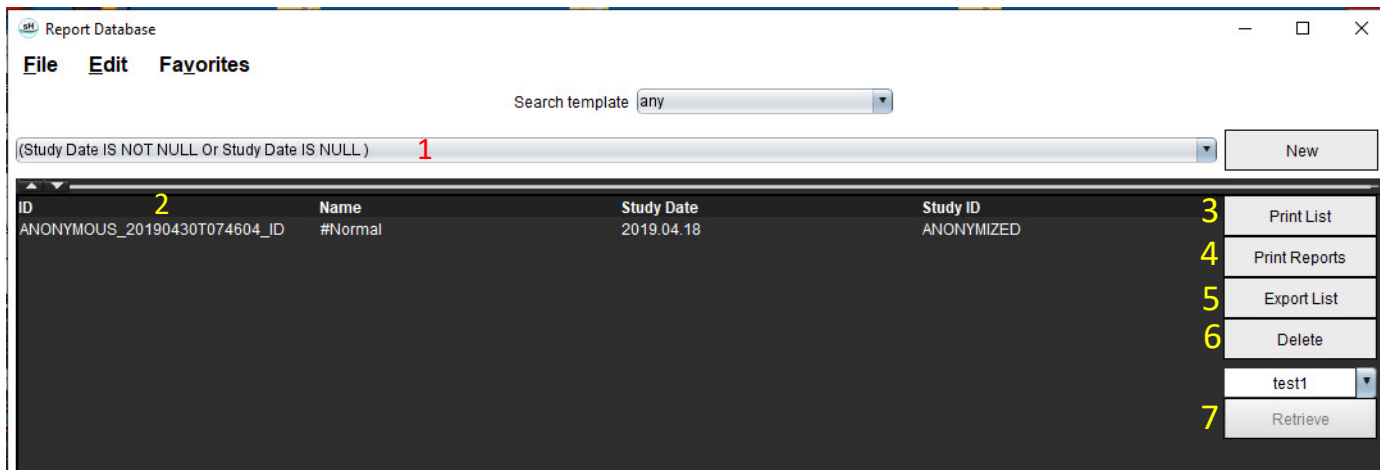 sH Report Database
File Edit Favorites
Search template any
(Study Date IS NOT NULL Or Study Date IS NULL ) 1 New
ID 2 Name Study Date Study ID 3 Print List
ANONYMOUS_20190430T074604_ID #Normal 2019.04.18 ANONYMIZED
4 Print Reports
5 Export List
6 Delete
test1
7 Retrieve